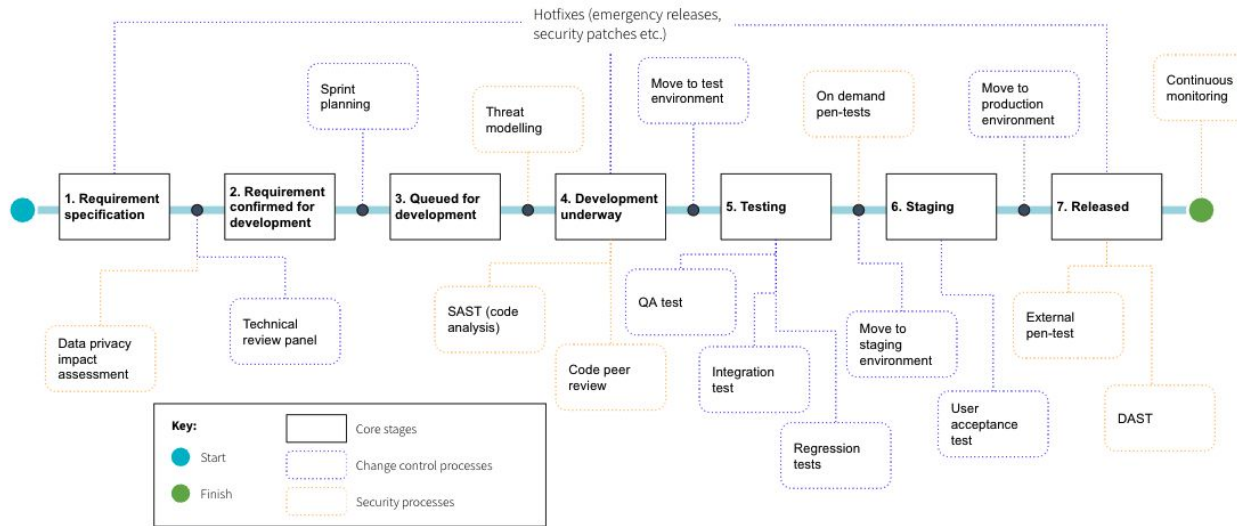 Hotfixes (emergency releases,
security patches etc.)
Sprint
planning
Threat
modelling
Move to test
environment
On demand
pen-tests
Move to
production
environment
Continuous
monitoring
1. Requirement
specification
2. Requirement
confirmed for
development
3. Queued for
development
4. Development
underway
5. Testing
6. Staging
7. Released
Data privacy
impact
assessment
Technical
review panel
SAST (code
analysis)
Code peer
review
QA test
Integration
test
Regression
tests
Move to
staging
environment
User
acceptance
test
External
pen-test
DAST
Key:
Start
Finish
Core stages
Change control processes
Security processes